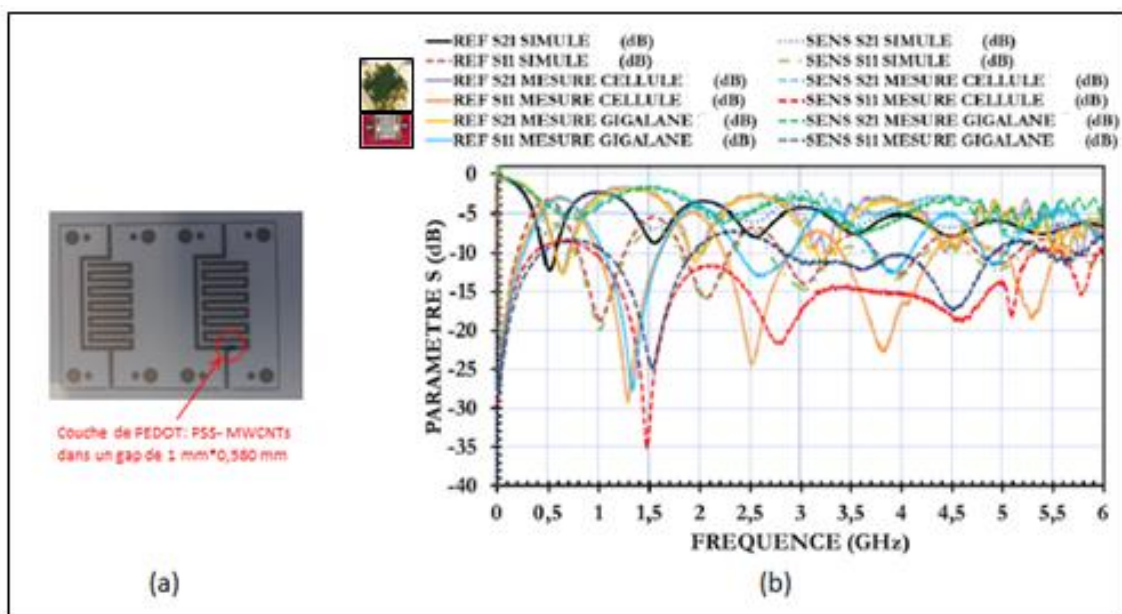 REF S21 SIMULE (dB)
REF S11 SIMULE (dB)
REF S21 MESURE CELLULE (dB)
REF S11 MESURE CELLULE (dB)
REF S21 MESURE GIGALANE (dB)
REF S11 MESURE GIGALANE (dB)
SENS S21 SIMULE (dB)
SENS S11 SIMULE (dB)
SENS S21 MESURE CELLULE (dB)
SENS S11 MESURE CELLULE (dB)
SENS S21 MESURE GIGALANE (dB)
SENS S11 MESURE GIGALANE (dB)
Couche de PEDOT: PSS- MWCNTs
dans un gap de 1 mm*0,580 mm
(a)
PARAMETRE S (dB)
0
-5
-10
-15
-20
-25
-30
-35
-40
0 0,5 1 1,5 2 2,5 3 3,5 4 4,5 5 5,5 6
FREQUENCE (GHz)
(b)